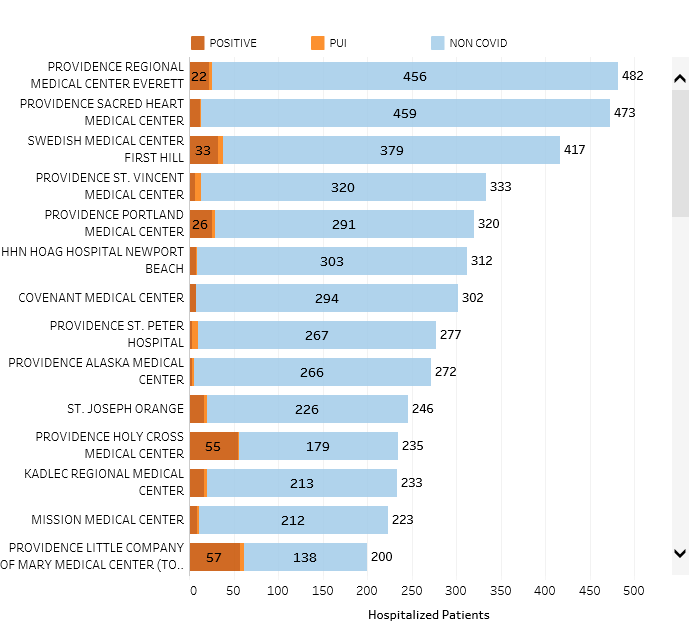 POSITIVE PUI NON COVID
PROVIDENCE REGIONAL
MEDICAL CENTER EVERETT
22 456 482
PROVIDENCE SACRED HEART
MEDICAL CENTER
459 473
SWEDISH MEDICAL CENTER
FIRST HILL
33 379 417
PROVIDENCE ST. VINCENT
MEDICAL CENTER
320 333
PROVIDENCE PORTLAND
MEDICAL CENTER
26 291 320
HHN HOAG HOSPITAL NEWPORT
BEACH
303 312
COVENANT MEDICAL CENTER
294 302
PROVIDENCE ST. PETER
HOSPITAL
267 277
PROVIDENCE ALASKA MEDICAL
CENTER
266 272
ST. JOSEPH ORANGE
226 246
PROVIDENCE HOLY CROSS
MEDICAL CENTER
55 179 235
KADLEC REGIONAL MEDICAL
CENTER
213 233
MISSION MEDICAL CENTER
212 223
PROVIDENCE LITTLE COMPANY
OF MARY MEDICAL CENTER (TO..
57 138 200
0 50 100 150 200 250 300 350 400 450 500
Hospitalized Patients